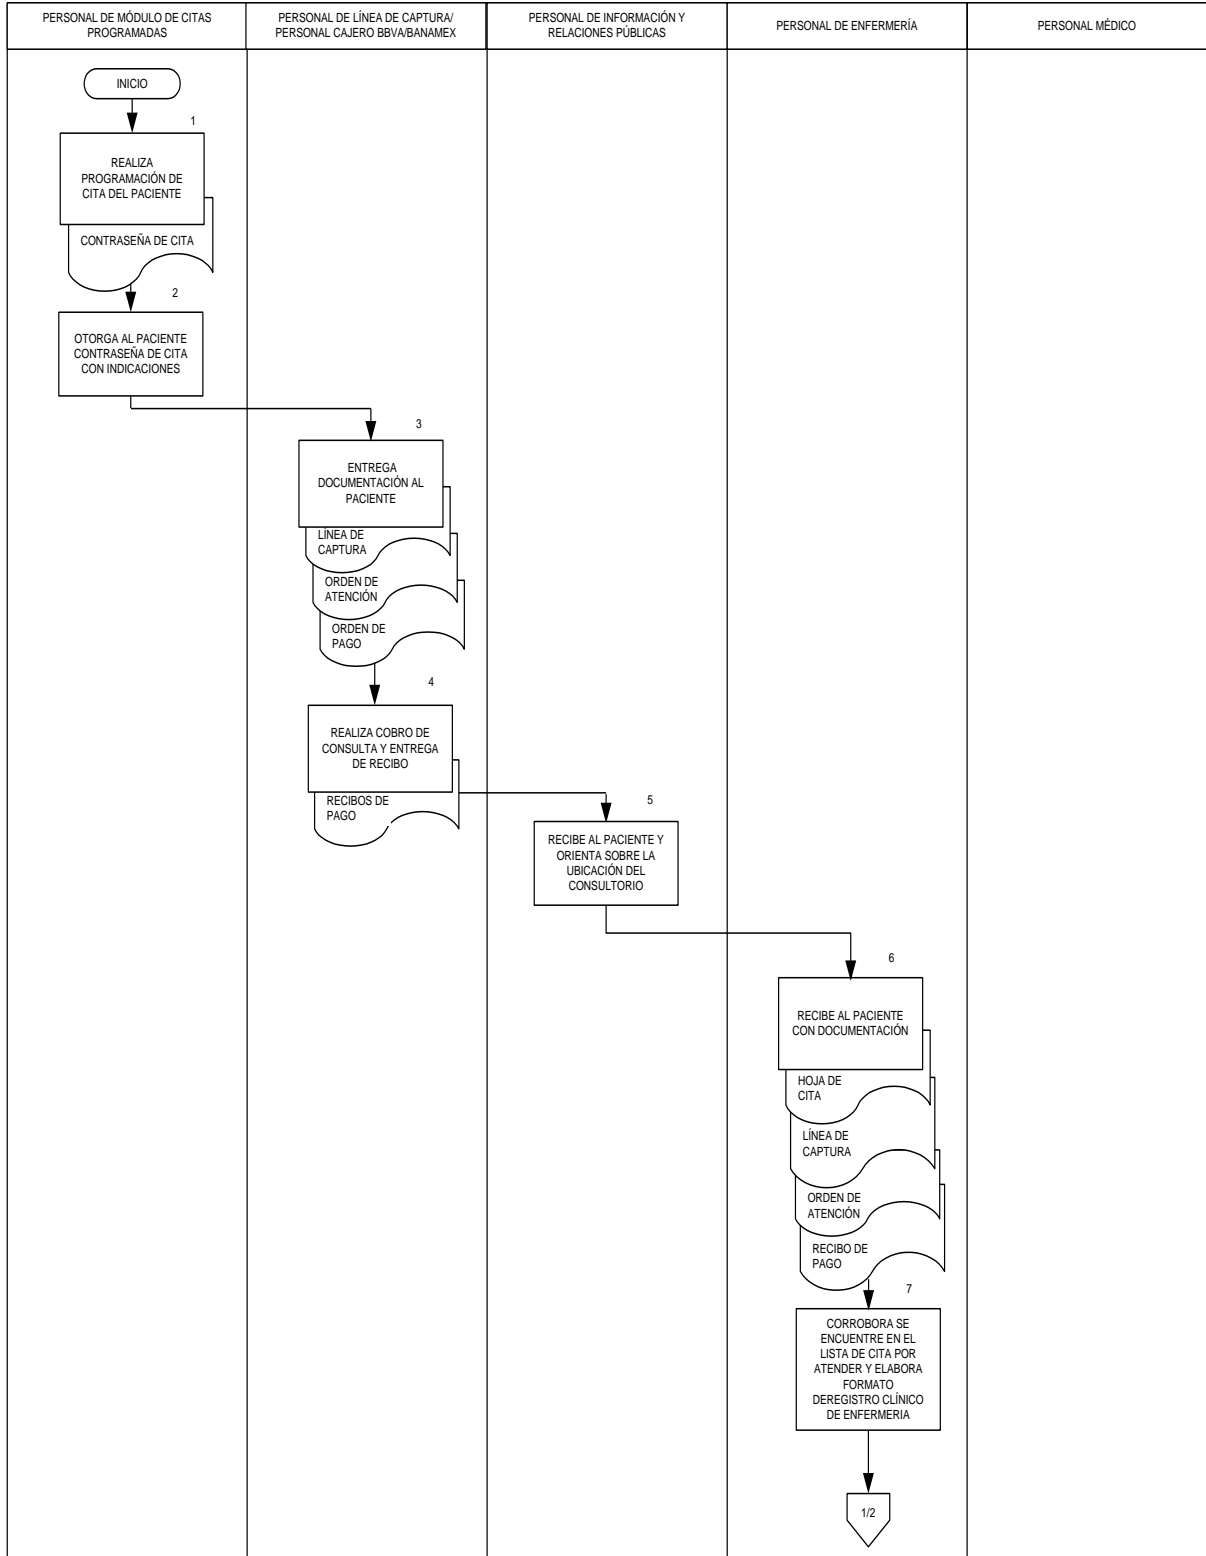 PERSONAL DE MÓDULO DE CITAS
PROGRAMADAS
PERSONAL DE LÍNEA DE CAPTURA/
PERSONAL CAJERO BBVA/BANAMEX
PERSONAL DE INFORMACIÓN Y
RELACIONES PÚBLICAS
PERSONAL DE ENFERMERÍA
PERSONAL MÉDICO
INICIO
1
REALIZA
PROGRAMACIÓN DE
CITA DEL PACIENTE
CONTRASEÑA DE CITA
2
OTORGA AL PACIENTE
CONTRASEÑA DE CITA
CON INDICACIONES
3
ENTREGA
DOCUMENTACIÓN AL
PACIENTE
LÍNEA DE
CAPTURA
ORDEN DE
ATENCIÓN
ORDEN DE
PAGO
4
REALIZA COBRO DE
CONSULTA Y ENTREGA
DE RECIBO
RECIBOS DE
PAGO
5
RECIBE AL PACIENTE Y
ORIENTA SOBRE LA
UBICACIÓN DEL
CONSULTORIO
6
RECIBE AL PACIENTE
CON DOCUMENTACIÓN
HOJA DE
CITA
LÍNEA DE
CAPTURA
ORDEN DE
ATENCIÓN
RECIBO DE
PAGO
7
CORROBORA SE
ENCUENTRE EN EL
LISTA DE CITA POR
ATENDER Y ELABORA
FORMATO
DEREGISTRO CLÍNICO
DE ENFERMERIA
1/2